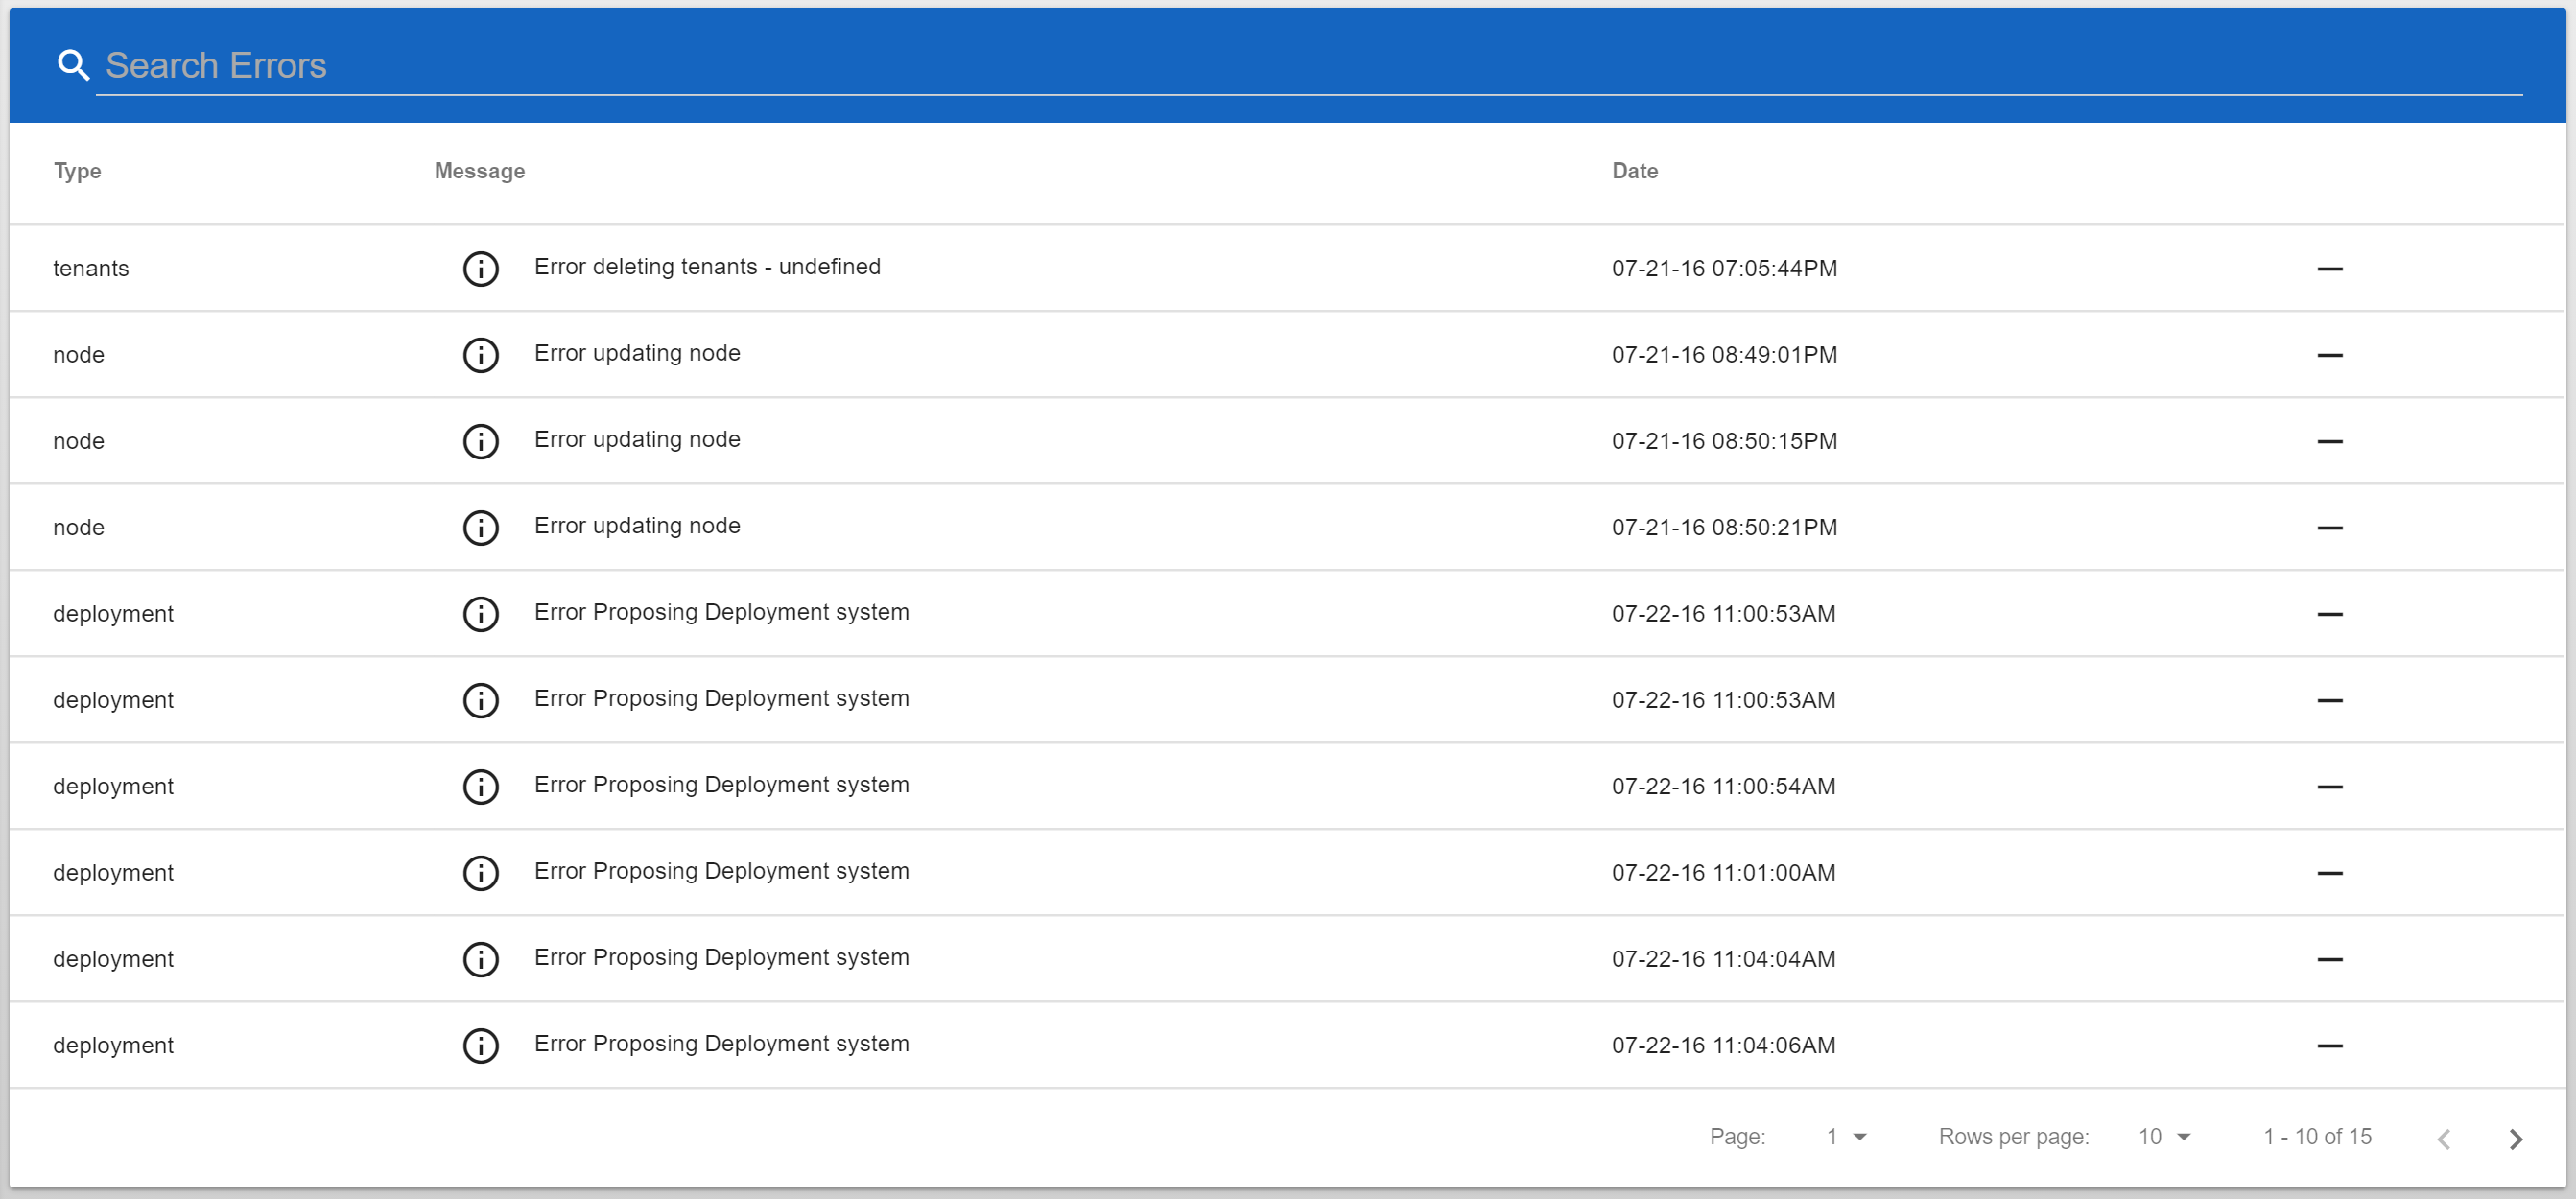 Search Errors
Type Message Date
tenants Error deleting tenants - undefined 07-21-16 07:05:44PM
node Error updating node 07-21-16 08:49:01PM
node Error updating node 07-21-16 08:50:15PM
node Error updating node 07-21-16 08:50:21PM
deployment Error Proposing Deployment system 07-22-16 11:00:53AM
deployment Error Proposing Deployment system 07-22-16 11:00:53AM
deployment Error Proposing Deployment system 07-22-16 11:00:54AM
deployment Error Proposing Deployment system 07-22-16 11:01:00AM
deployment Error Proposing Deployment system 07-22-16 11:04:04AM
deployment Error Proposing Deployment system 07-22-16 11:04:06AM
Page: 1 Rows per page: 10 1 - 10 of 15